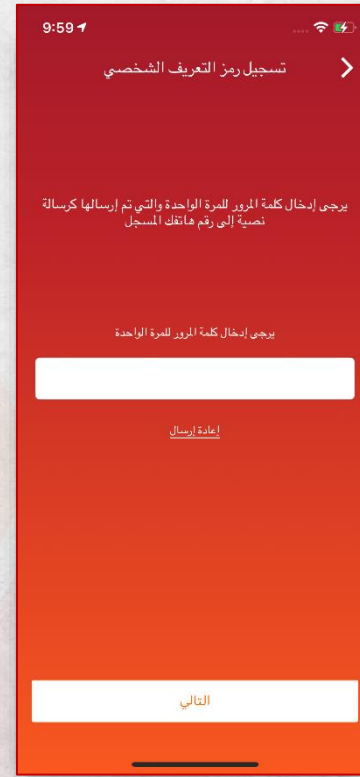 9:59
تسجيل رمز التعريف الشخصي
يرجى إدخال كلمة المرور للمرة الواحدة والتي تم إرسالها كرسالة
نصية إلى رقم هاتفك المسجل
يرجى إدخال كلمة المرور للمرة الواحدة
إعادة إرسال
التالي